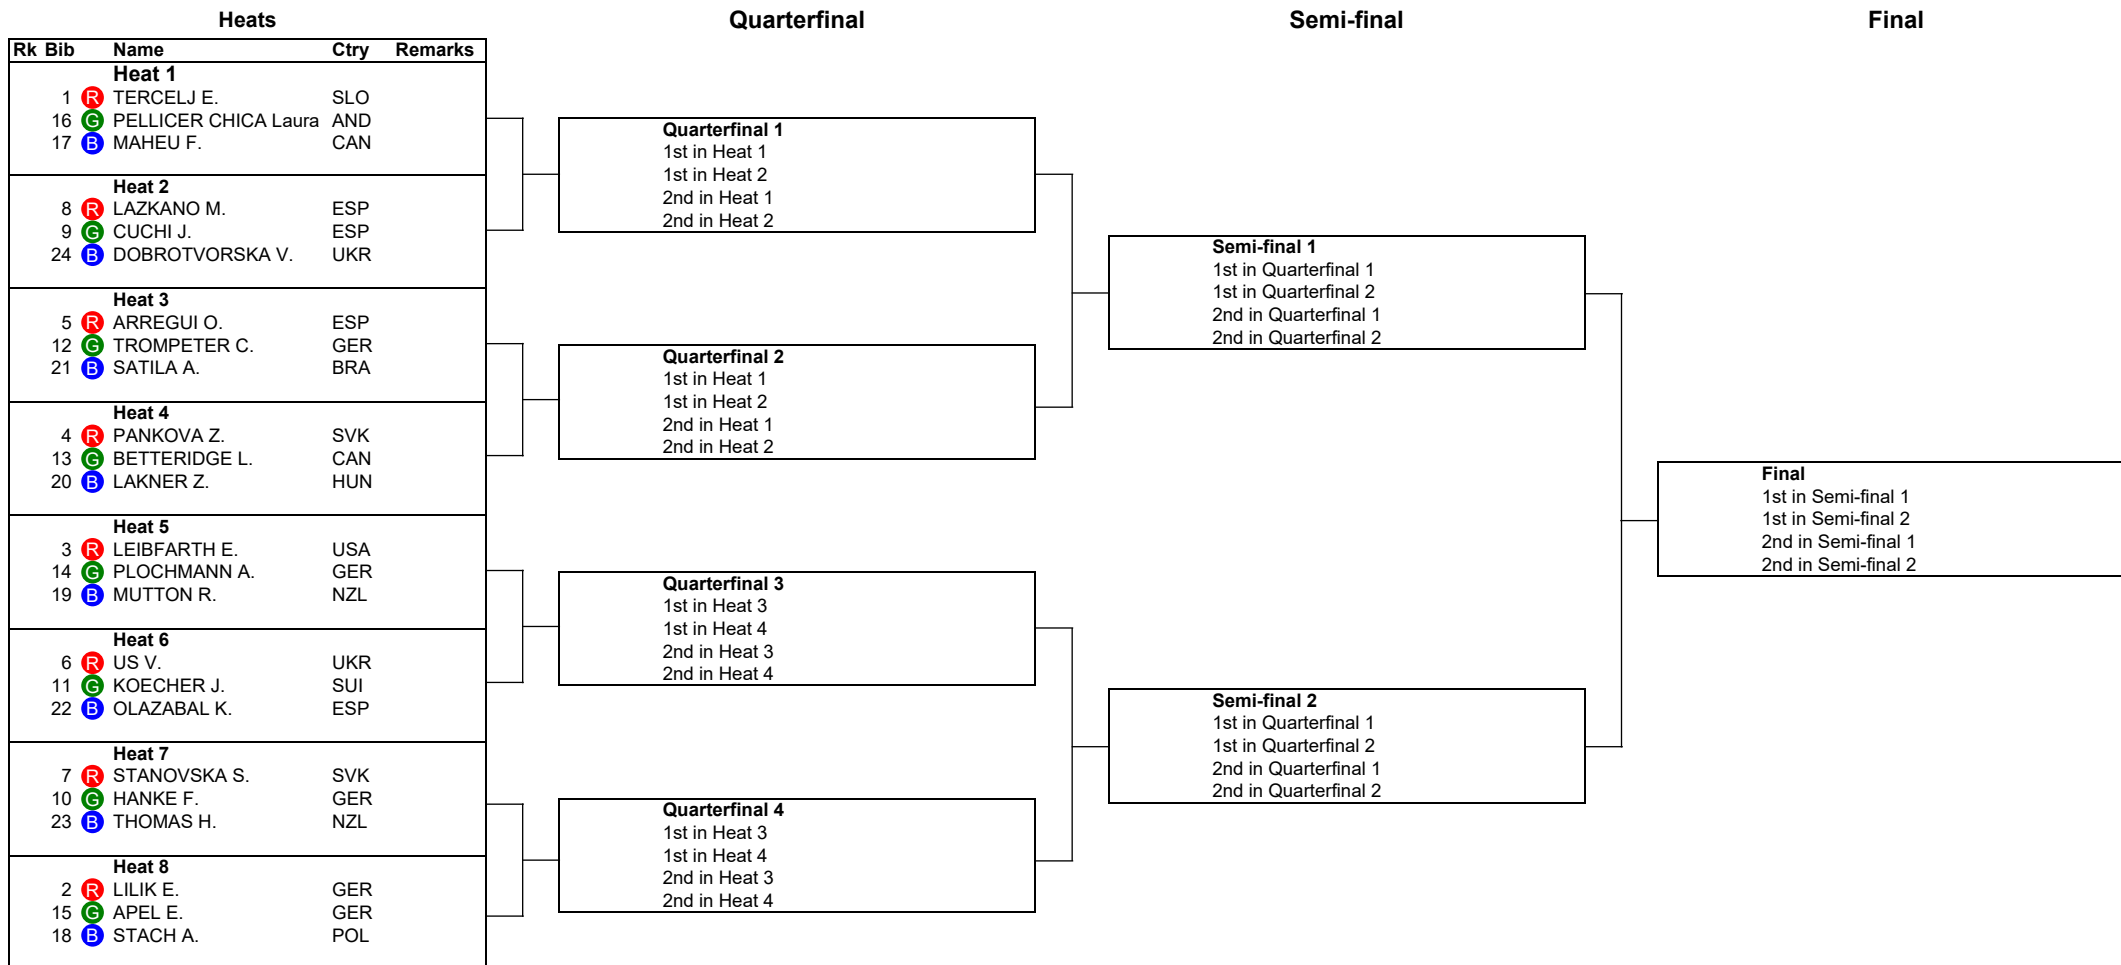 Heats
Rk Bib Name Ctry Remarks
Heat 1
1 R TERCELJ E. SLO
16 G PELLICER CHICA Laura AND
17 B MAHEU F. CAN
Heat 2
8 R LAZKANO M. ESP
9 G CUCHI J. ESP
24 B DOBROTVORSKA V. UKR
Heat 3
5 R ARREGUI O. ESP
12 G TROMPETER C. GER
21 B SATILA A. BRA
Heat 4
4 R PANKOVA Z. SVK
13 G BETTERIDGE L. CAN
20 B LAKNER Z. HUN
Heat 5
3 R LEIBFARTH E. USA
14 G PLOCHMANN A. GER
19 B MUTTON R. NZL
Heat 6
6 R US V. UKR
11 G KOECHER J. SUI
22 B OLAZABAL K. ESP
Heat 7
7 R STANOVSKA S. SVK
10 G HANKE F. GER
23 B THOMAS H. NZL
Heat 8
2 R LILIK E. GER
15 G APEL E. GER
18 B STACH A. POL
Quarterfinal
Quarterfinal 1
1st in Heat 1
1st in Heat 2
2nd in Heat 1
2nd in Heat 2
Quarterfinal 2
1st in Heat 1
1st in Heat 2
2nd in Heat 1
2nd in Heat 2
Quarterfinal 3
1st in Heat 3
1st in Heat 4
2nd in Heat 3
2nd in Heat 4
Quarterfinal 4
1st in Heat 3
1st in Heat 4
2nd in Heat 3
2nd in Heat 4
Semi-final
Semi-final 1
1st in Quarterfinal 1
1st in Quarterfinal 2
2nd in Quarterfinal 1
2nd in Quarterfinal 2
Semi-final 2
1st in Quarterfinal 1
1st in Quarterfinal 2
2nd in Quarterfinal 1
2nd in Quarterfinal 2
Final
Final
1st in Semi-final 1
1st in Semi-final 2
2nd in Semi-final 1
2nd in Semi-final 2